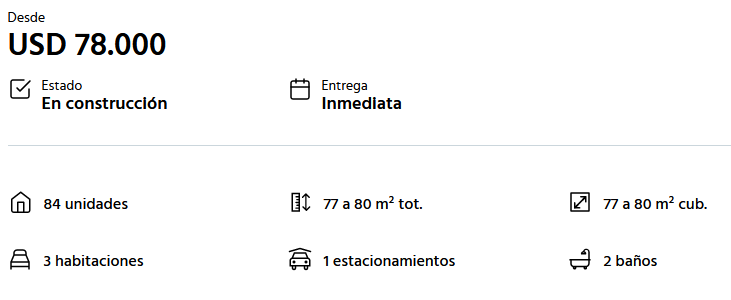 Desde
USD 78.000
Estado
En construcción
Entrega
Inmediata
84 unidades
77 a 80 m² tot.
77 a 80 m² cub.
3 habitaciones
1 estacionamientos
2 baños